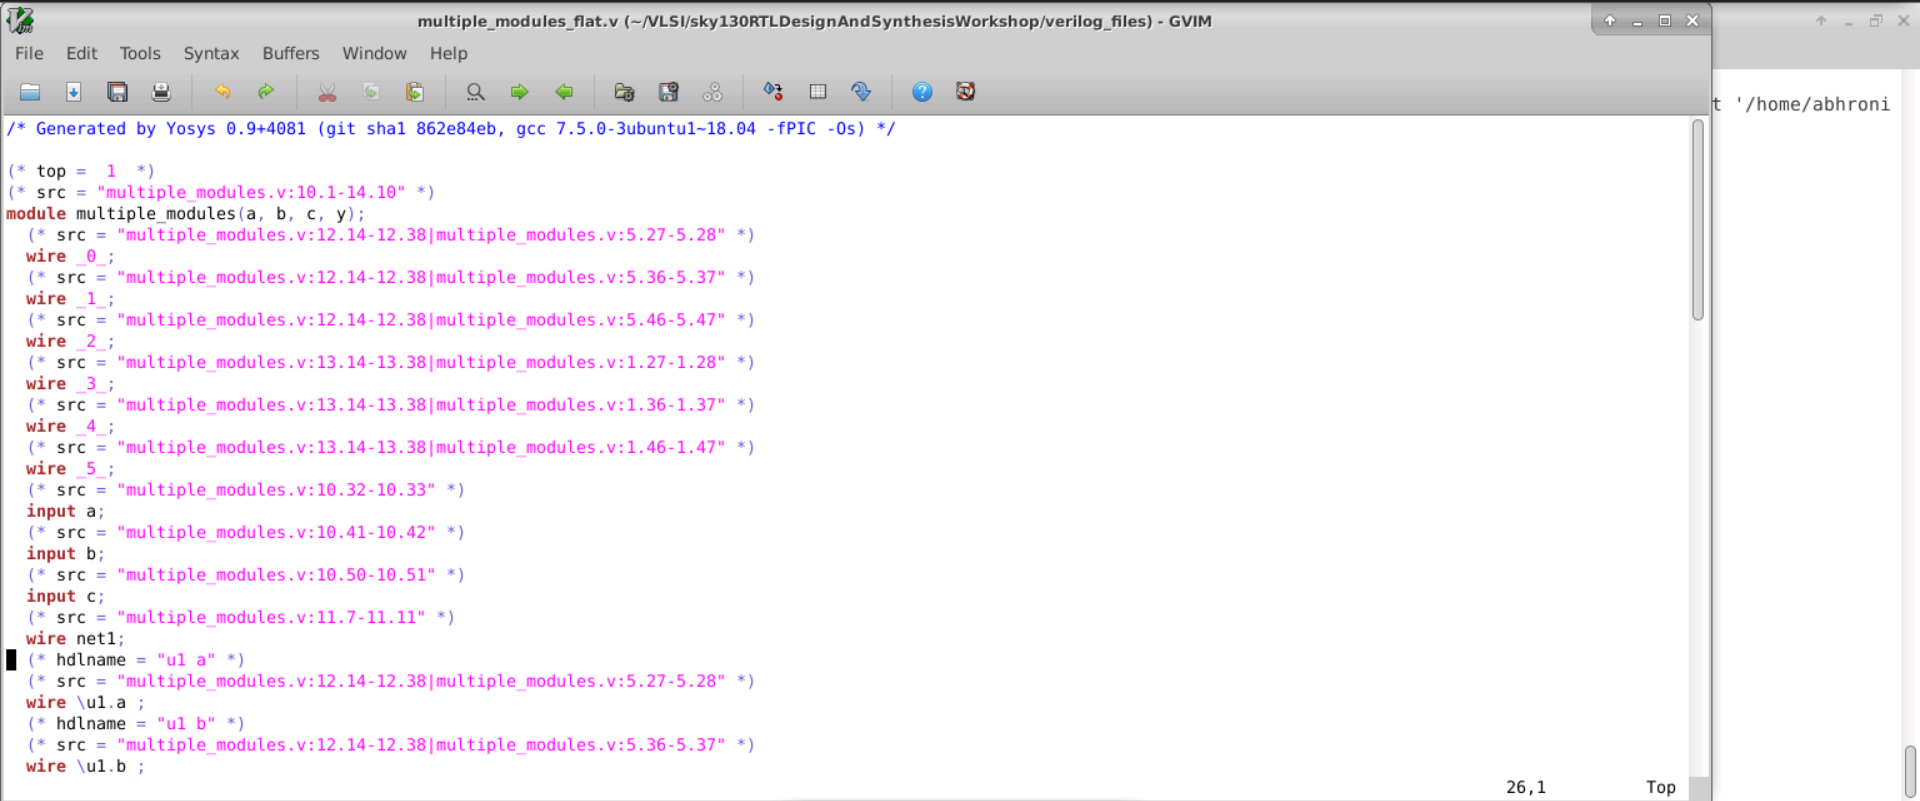 multiple_modules_flat.v (~/VLSI/sky130RTLDesignAndSynthesisWorkshop/verilog_files) - GVIM
File Edit Tools Syntax Buffers Window Help
t '/home/abhroni
/* Generated by Yosys 0.9+4081 (git sha1 862e84eb, gcc 7.5.0-3ubuntu1~18.04 -fPIC -Os) */
(* top =  1  *)
(* src = "multiple_modules.v:10.1-14.10" *)
module multiple_modules(a, b, c, y);
  (* src = "multiple_modules.v:12.14-12.38|multiple_modules.v:5.27-5.28" *)
  wire _0_;
  (* src = "multiple_modules.v:12.14-12.38|multiple_modules.v:5.36-5.37" *)
  wire _1_;
  (* src = "multiple_modules.v:12.14-12.38|multiple_modules.v:5.46-5.47" *)
  wire _2_;
  (* src = "multiple_modules.v:13.14-13.38|multiple_modules.v:1.27-1.28" *)
  wire _3_;
  (* src = "multiple_modules.v:13.14-13.38|multiple_modules.v:1.36-1.37" *)
  wire _4_;
  (* src = "multiple_modules.v:13.14-13.38|multiple_modules.v:1.46-1.47" *)
  wire _5_;
  (* src = "multiple_modules.v:10.32-10.33" *)
  input a;
  (* src = "multiple_modules.v:10.41-10.42" *)
  input b;
  (* src = "multiple_modules.v:10.50-10.51" *)
  input c;
  (* src = "multiple_modules.v:11.7-11.11" *)
  wire net1;
  (* hdlname = "u1 a" *)
  (* src = "multiple_modules.v:12.14-12.38|multiple_modules.v:5.27-5.28" *)
  wire \u1.a ;
  (* hdlname = "u1 b" *)
  (* src = "multiple_modules.v:12.14-12.38|multiple_modules.v:5.36-5.37" *)
  wire \u1.b ;
26,1 Top